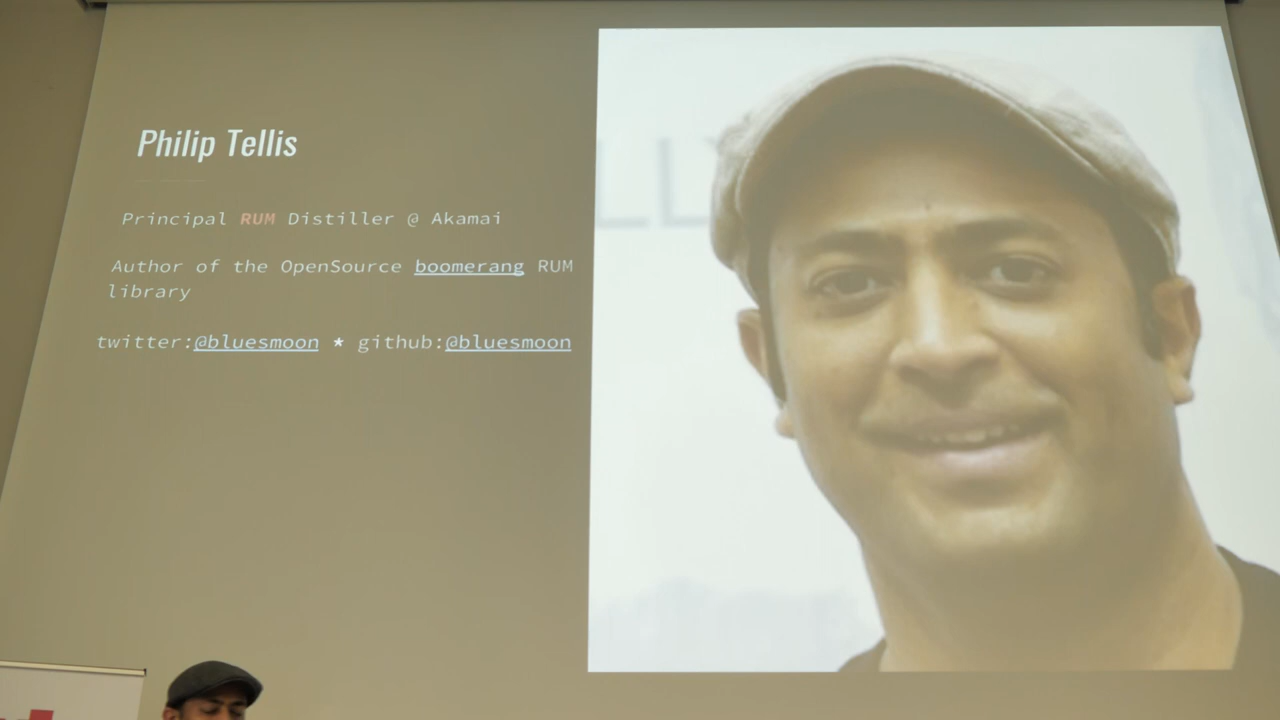 Philip Tellis
Principal RUM Distiller @ Akamai
Author of the OpenSource boomerang RUM
library
twitter:@bluesmoon * github:@bluesmoon